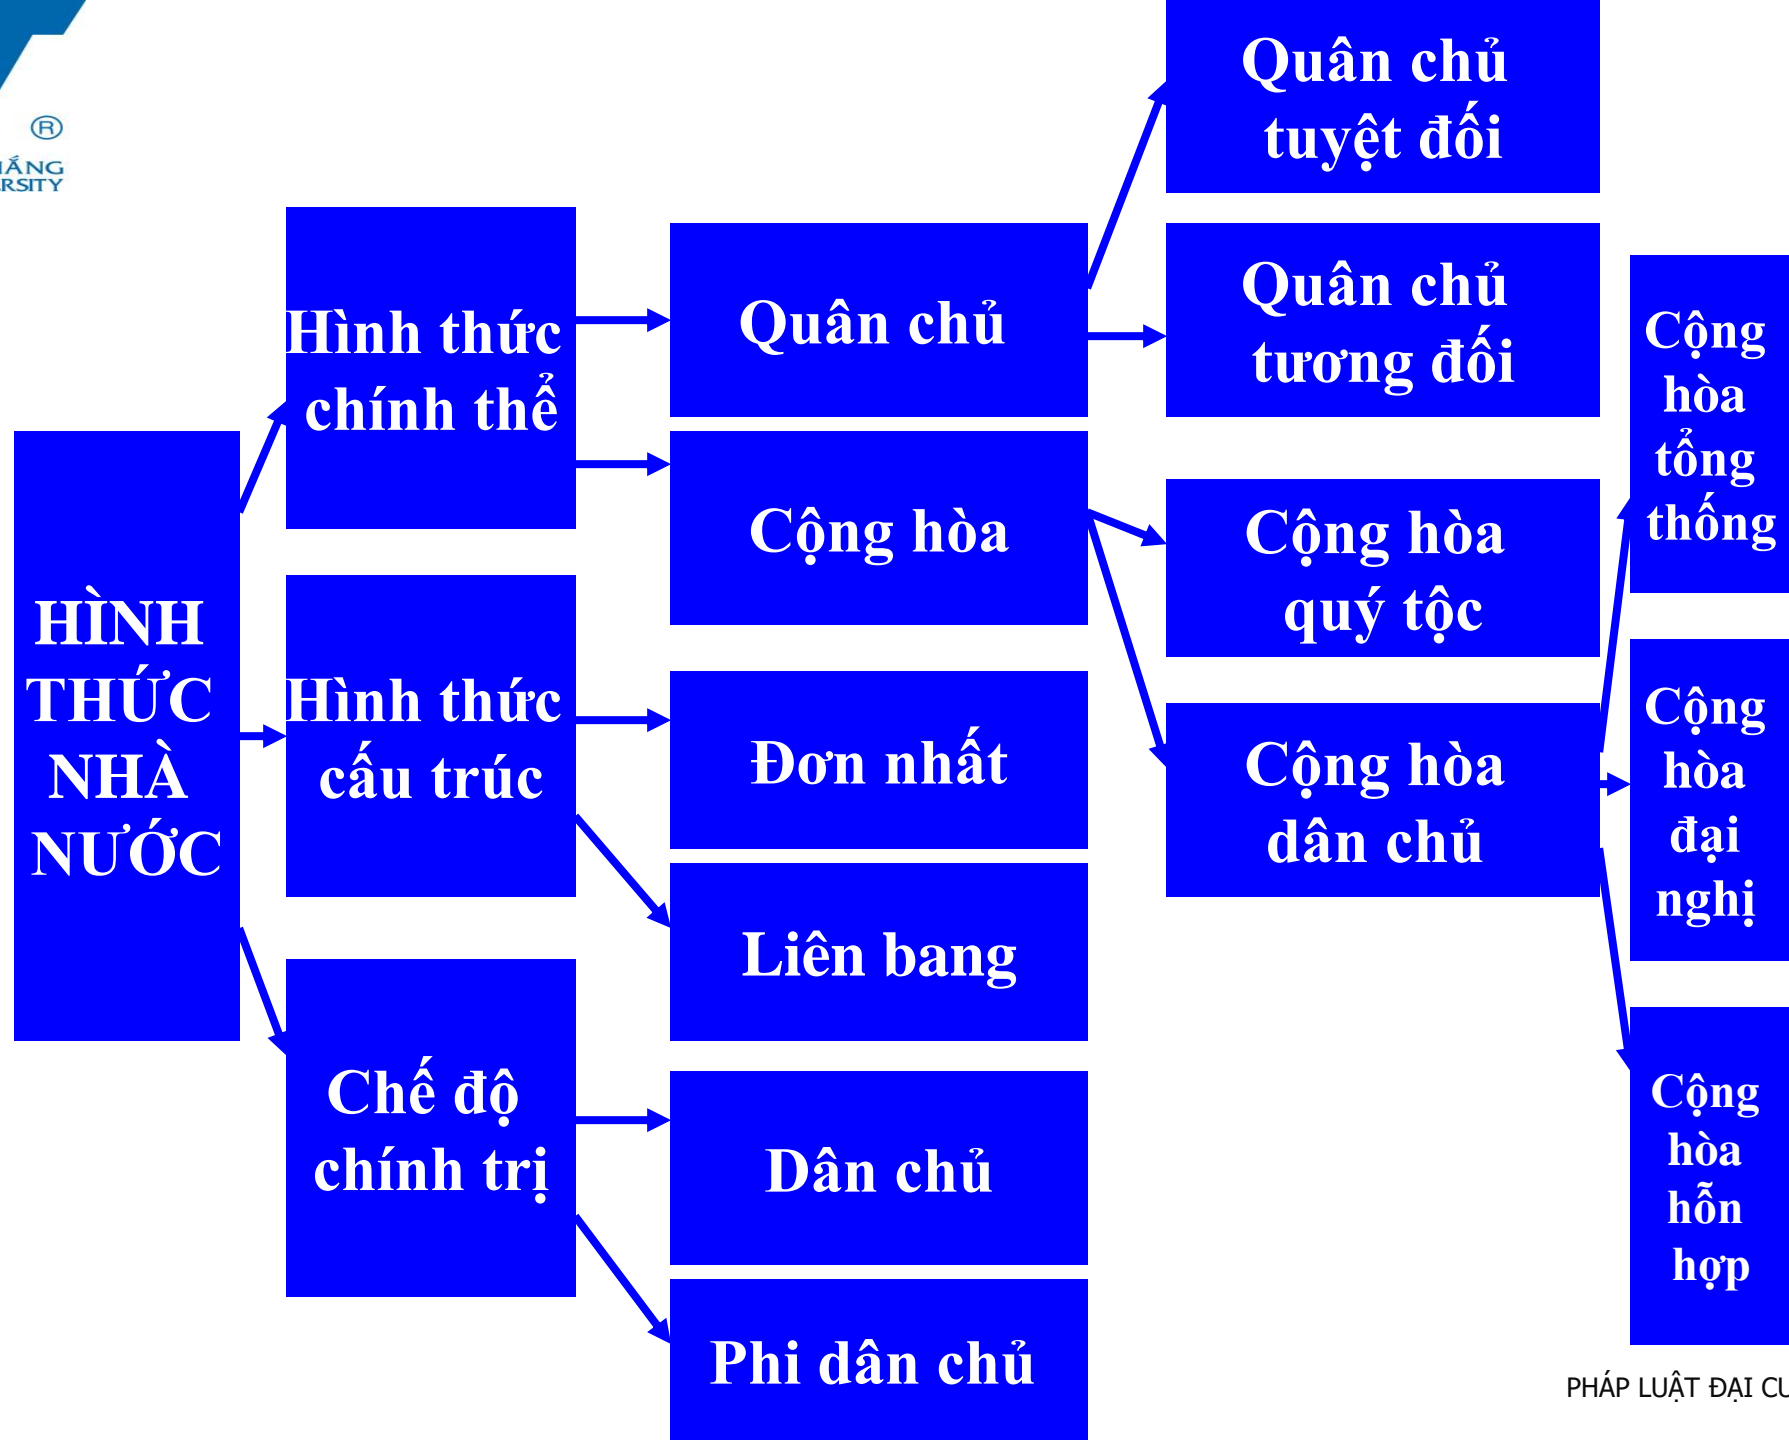 ®
HÌNH
THỨC
NHÀ
NƯỚC
Hình thức
chính thể
Hình thức
cấu trúc
Chế độ
chính trị
Quân chủ
Cộng hòa
Đơn nhất
Liên bang
Dân chủ
Phi dân chủ
Quân chủ
tuyệt đối
Quân chủ
tương đối
Cộng hòa
quý tộc
Cộng hòa
dân chủ
Cộng
hòa
tổng
thống
Cộng
hòa
đại
nghị
Cộng
hòa
hỗn
hợp
PHÁP LUẬT ĐẠI